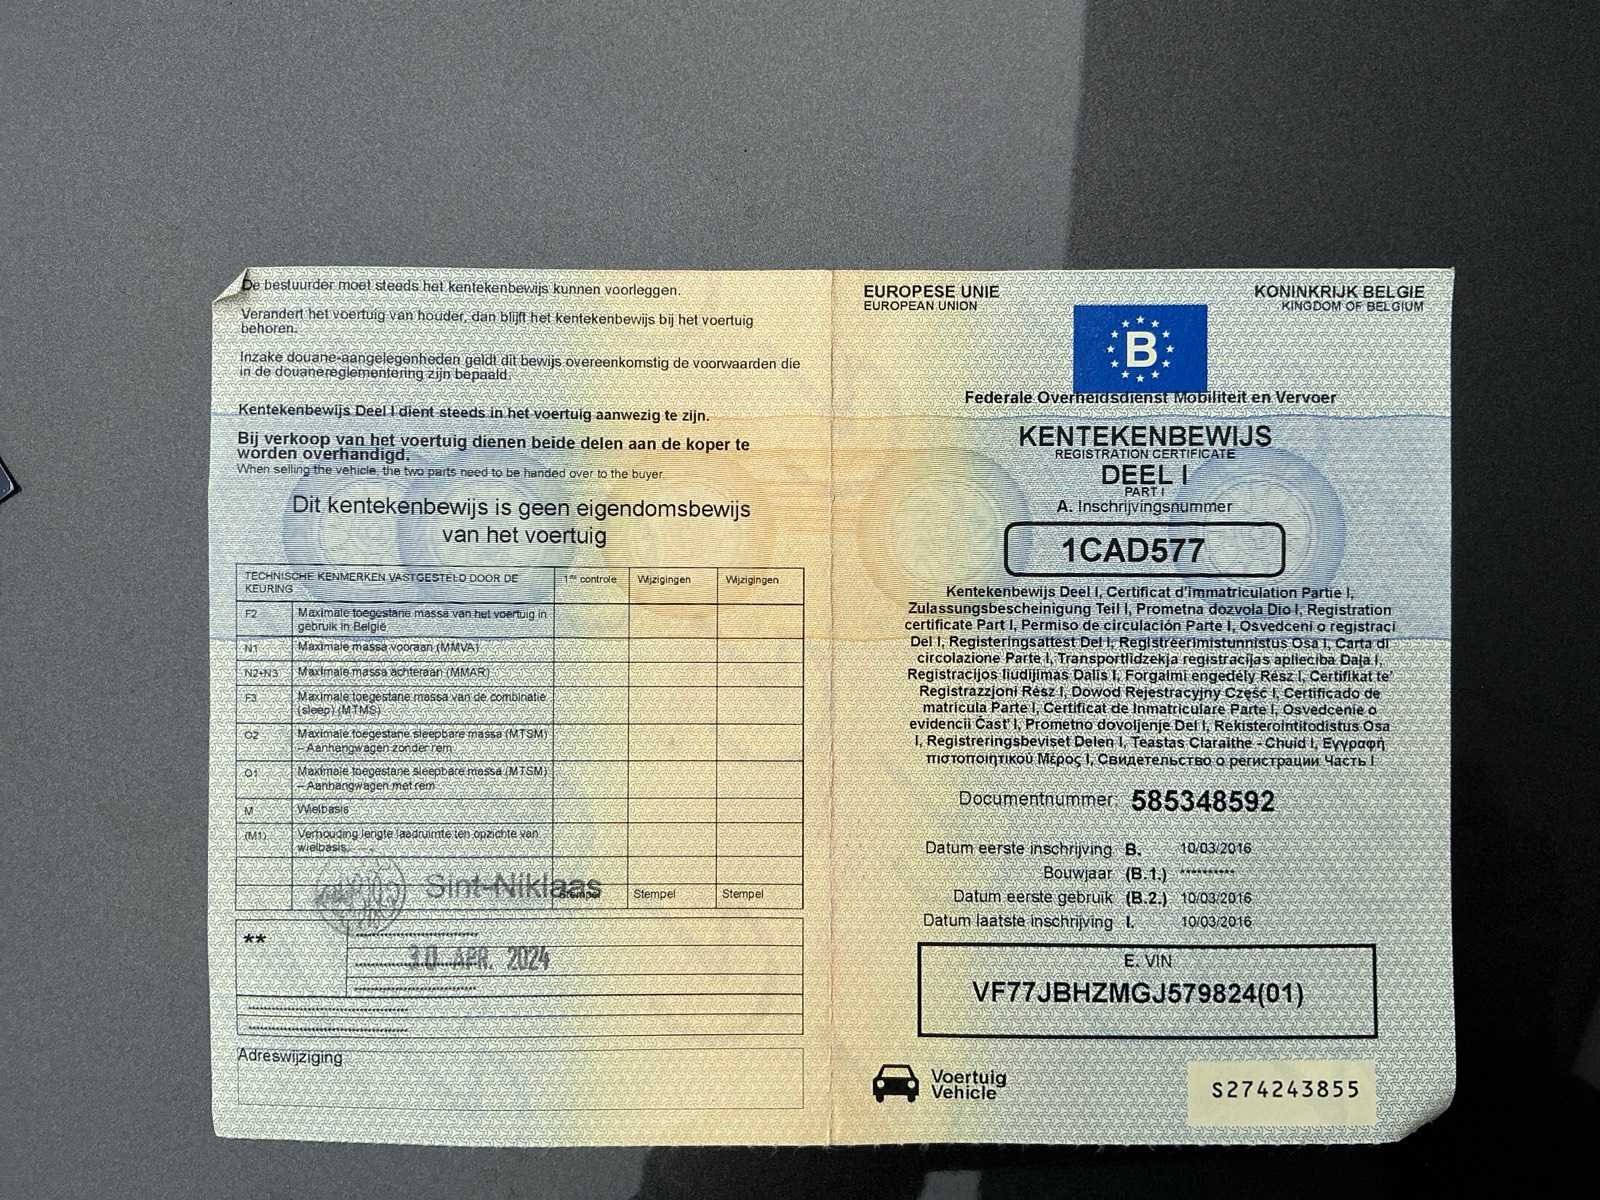 De bestuurder moet steeds het kentekenbewijs kunnen voorleggen.
Verandert het voertuig van houder, dan blijft het kentekenbewijs bij het voertuig
behoren.
Inzake douane-aangelegenheden geldt dit bewijs overeenkomstig de voorwaarden die
in de douanereglementering zijn bepaald.
Kentekenbewijs Deel I dient steeds in het voertuig aanwezig te zijn.
Bij verkoop van het voertuig dienen beide delen aan de koper te
worden overhandigd.
When selling the vehicle, the two parts need to be handed over to the buyer
Dit kentekenbewijs is geen eigendomsbewijs
van het voertuig
TECHNISCHE KENMERKEN VASTGESTELD DOOR DE
KEURING
1ste controle Wijzigingen Wijzigingen
F2 Maximale toegestane massa van het voertuig in
gebruik in België
N1 Maximale massa vooraan (MMVA)
N2+N3 Maximale massa achteraan (MMAR)
F3 Maximale toegestane massa van de combinatie
(sleep) (MTMS)
O2 Maximale toegestane sleepbare massa (MTSM)
– Aanhangwagen zonder rem
O1 Maximale toegestane sleepbare massa (MTSM)
– Aanhangwagen met rem
M Wielbasis
(M1) Verhouding lengte laadruimte ten opzichte van
wielbasis
Sint-Niklaas
Stempel Stempel Stempel
**
30 APR. 2024
Adreswijziging
EUROPESE UNIE
EUROPEAN UNION
KONINKRIJK BELGIE
KINGDOM OF BELGIUM
B
Federale Overheidsdienst Mobiliteit en Vervoer
KENTEKENBEWIJS
REGISTRATION CERTIFICATE
DEEL I
PART I
A. Inschrijvingsnummer
1CAD577
Kentekenbewijs Deel I, Certificat d'immatriculation Partie I,
Zulassungsbescheinigung Teil I, Prometna dozvola Dio I, Registration
certificate Part I, Permiso de circulación Parte I, Osvedceni o registraci
Del I, Registeringsattest Del I, Registreerimistunnistus Osa I, Carta di
circolazione Parte I, Transportlidzekja registracijas aplieciba Daļa I,
Registracijos liudijimas Dalis I, Forgalmi engedély Rész I, Certifikat te'
Registrazzjoni Rész I, Dowod Rejestracyjny Część I, Certificado de
matricula Parte I, Certificat de Inmatriculare Parte I, Osvedcenie o
evidencii Čast' I, Prometno dovoljenje Del I, Rekisterointitodistus Osa
I, Registreringsbeviset Delen I, Teastas Claraithe - Chuid I, Εγγραφή
πιστοποιητικού Μέρος I, Свидетельство о регистрации Часть I
Documentnummer: 585348592
Datum eerste inschrijving B. 10/03/2016
Bouwjaar (B.1.) **********
Datum eerste gebruik (B.2.) 10/03/2016
Datum laatste inschrijving I. 10/03/2016
E. VIN
VF77JBHZMGJ579824(01)
Voertuig
Vehicle
S274243855